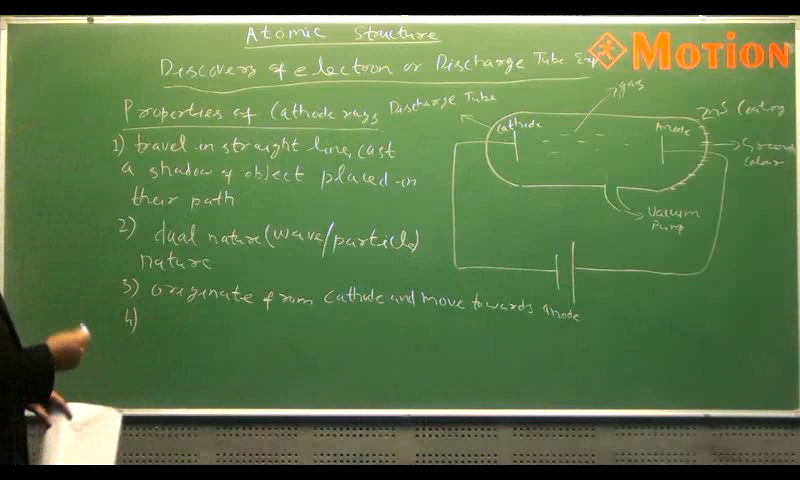 Atomic Structure
Discovery of electron or Discharge Tube Exp
MOTION
Properties of Cathode rays
1) travel in straight line, cast
a shadow of object placed in
their path
2) dual nature (wave/particle)
nature
3) originate from cathode and move towards anode
4)
Discharge Tube
gas
Cathode
Anode
ZnS Coating
Green
Colour
Vacuum
Pump